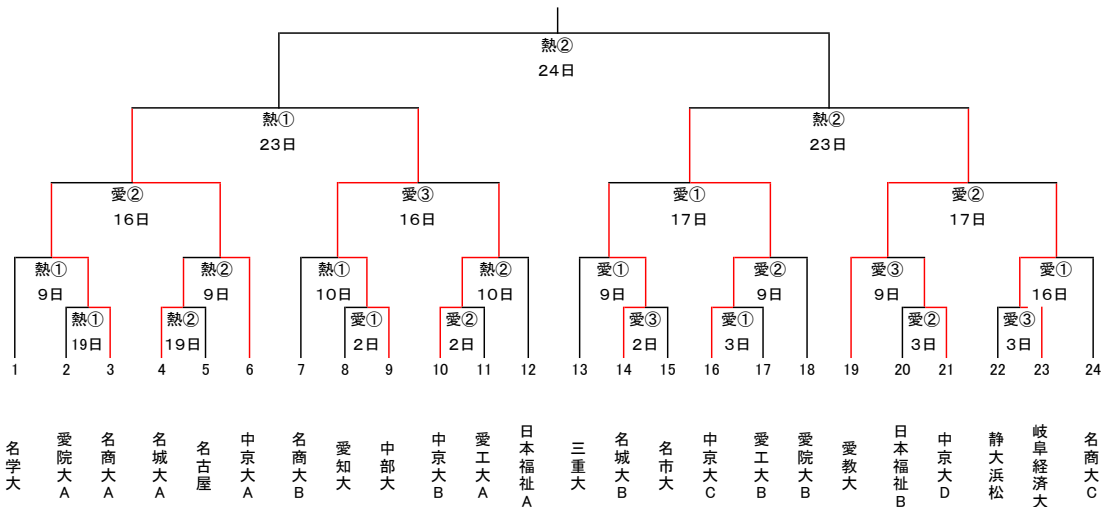 熱②
24日
熱① 熱②
23日 23日
愛② 愛③ 愛① 愛②
16日 16日 17日 17日
熱① 熱② 熱① 熱② 愛① 愛② 愛③ 愛①
9日 9日 10日 10日 9日 9日 9日 16日
熱① 熱② 愛① 愛② 愛③ 愛① 愛② 愛③
19日 19日 2日 2日 2日 3日 3日 3日
1 2 3 4 5 6 7 8 9 10 11 12 13 14 15 16 17 18 19 20 21 22 23 24
名学大
愛院大A
名商大A
名城大A
名古屋
中京大A
名商大B
愛知大
中部大
中京大B
愛工大A
日本福祉A
三重大
名城大B
名市大
中京大C
愛工大B
愛院大B
愛教大
日本福祉B
中京大D
静大浜松
岐阜経済大
名商大C